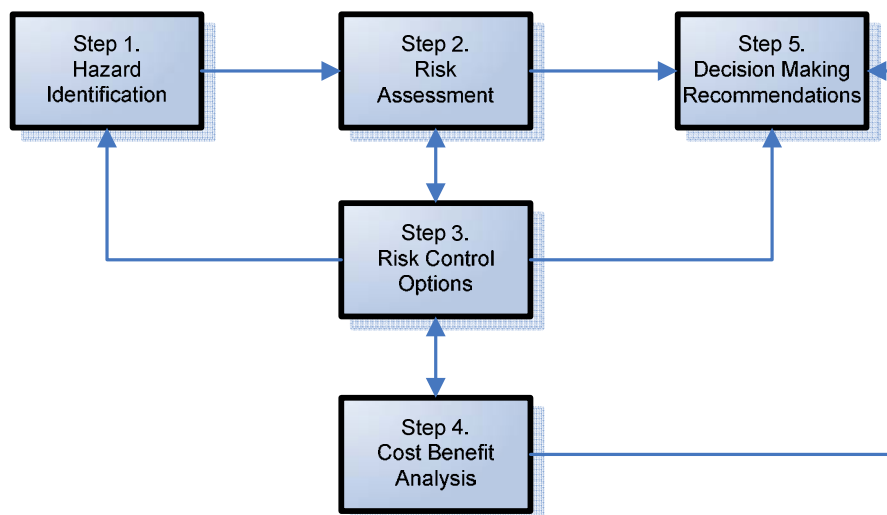 Step 1.
Hazard
Identification
Step 2.
Risk
Assessment
Step 5.
Decision Making
Recommendations
Step 3.
Risk Control
Options
Step 4.
Cost Benefit
Analysis